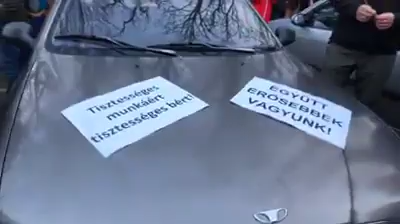 Tisztességes
munkáért
tisztességes bért!
EGYÜTT
ERŐSEBBEK
VAGYUNK!